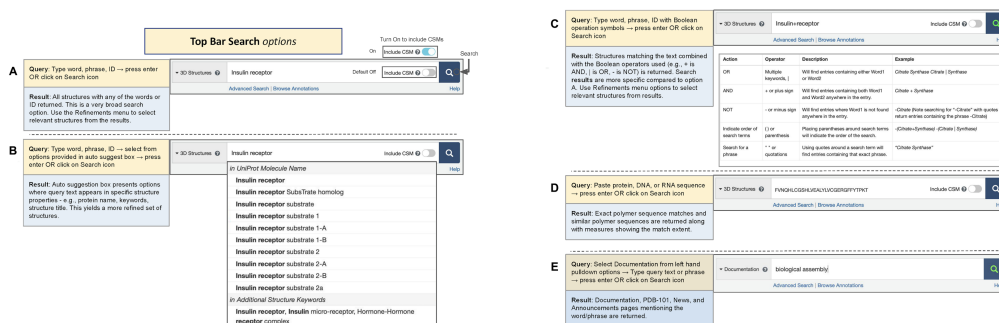 Top Bar Search options
Turn On to include CSMs
On Include CSM
Search
A
Query: Type word, phrase, ID → press enter
OR click on Search icon
3D Structures Insulin receptor Default Off Include CSM
Advanced Search | Browse Annotations Help
Result: All structures with any of the words or
ID returned. This is a very broad search
option. Use the Refinements menu to select
relevant structures from the results.
B
Query: Type word, phrase, ID → select from
options provided in auto suggest box → press
enter OR click on Search icon
3D Structures Insulin receptor Include CSM
Help
Result: Auto suggestion box presents options
where query text appears in specific structure
properties - e.g., protein name, keywords,
structure title. This yields a more refined set of
structures.
in UniProt Molecule Name
Insulin receptor
Insulin receptor SubsTrate homolog
Insulin receptor substrate
Insulin receptor substrate 1
Insulin receptor substrate 1-A
Insulin receptor substrate 1-B
Insulin receptor substrate 2
Insulin receptor substrate 2-A
Insulin receptor substrate 2-B
Insulin receptor substrate 2a
in Additional Structure Keywords
Insulin receptor, Insulin micro-receptor, Hormone-Hormone
receptor complex
C
Query: Type word, phrase, ID with Boolean
operation symbols → press enter OR click on
Search icon
3D Structures Insulin+receptor Include CSM
Advanced Search | Browse Annotations H
Result: Structures matching the text combined
with the Boolean operators used (e.g., + is
AND, | is OR, - is NOT) is returned. Search
results are more specific compared to option
A. Use Refinements menu options to select
relevant structures from results.
Action Operator Description Example
OR Multiple keywords, | Will find entries containing either Word1 or Word2 Citrate Synthase Citrate | Synthase
AND + or plus sign Will find entries containing both Word1 and Word2 anywhere in the entry. Citrate + Synthase
NOT - or minus sign Will find entries where Word1 is not found anywhere in the entry. -Citrate (Note searching for "-Citrate" with quotes return entries containing the phrase -Citrate)
Indicate order of search terms () or parenthesis Placing parentheses around search terms will indicate the order of the search. -(Citrate+Synthase) -(Citrate | Synthase)
Search for a phrase " " or quotations Using quotes around a search term will find entries containing that exact phrase. "Citrate Synthase"
D
Query: Paste protein, DNA, or RNA sequence
→ press enter OR click on Search icon
3D Structures FVNQHLCGSHLVEALYLVCGERGFFYTPKT Include CSM
Advanced Search | Browse Annotations H
Result: Exact polymer sequence matches and
similar polymer sequences are returned along
with measures showing the match extent.
E
Query: Select Documentation from left hand
pulldown options → Type query text or phrase
→ press enter OR click on Search icon
Documentation biological assembly
Advanced Search | Browse Annotations He
Result: Documentation, PDB-101, News, and
Announcements pages mentioning the
word/phrase are returned.